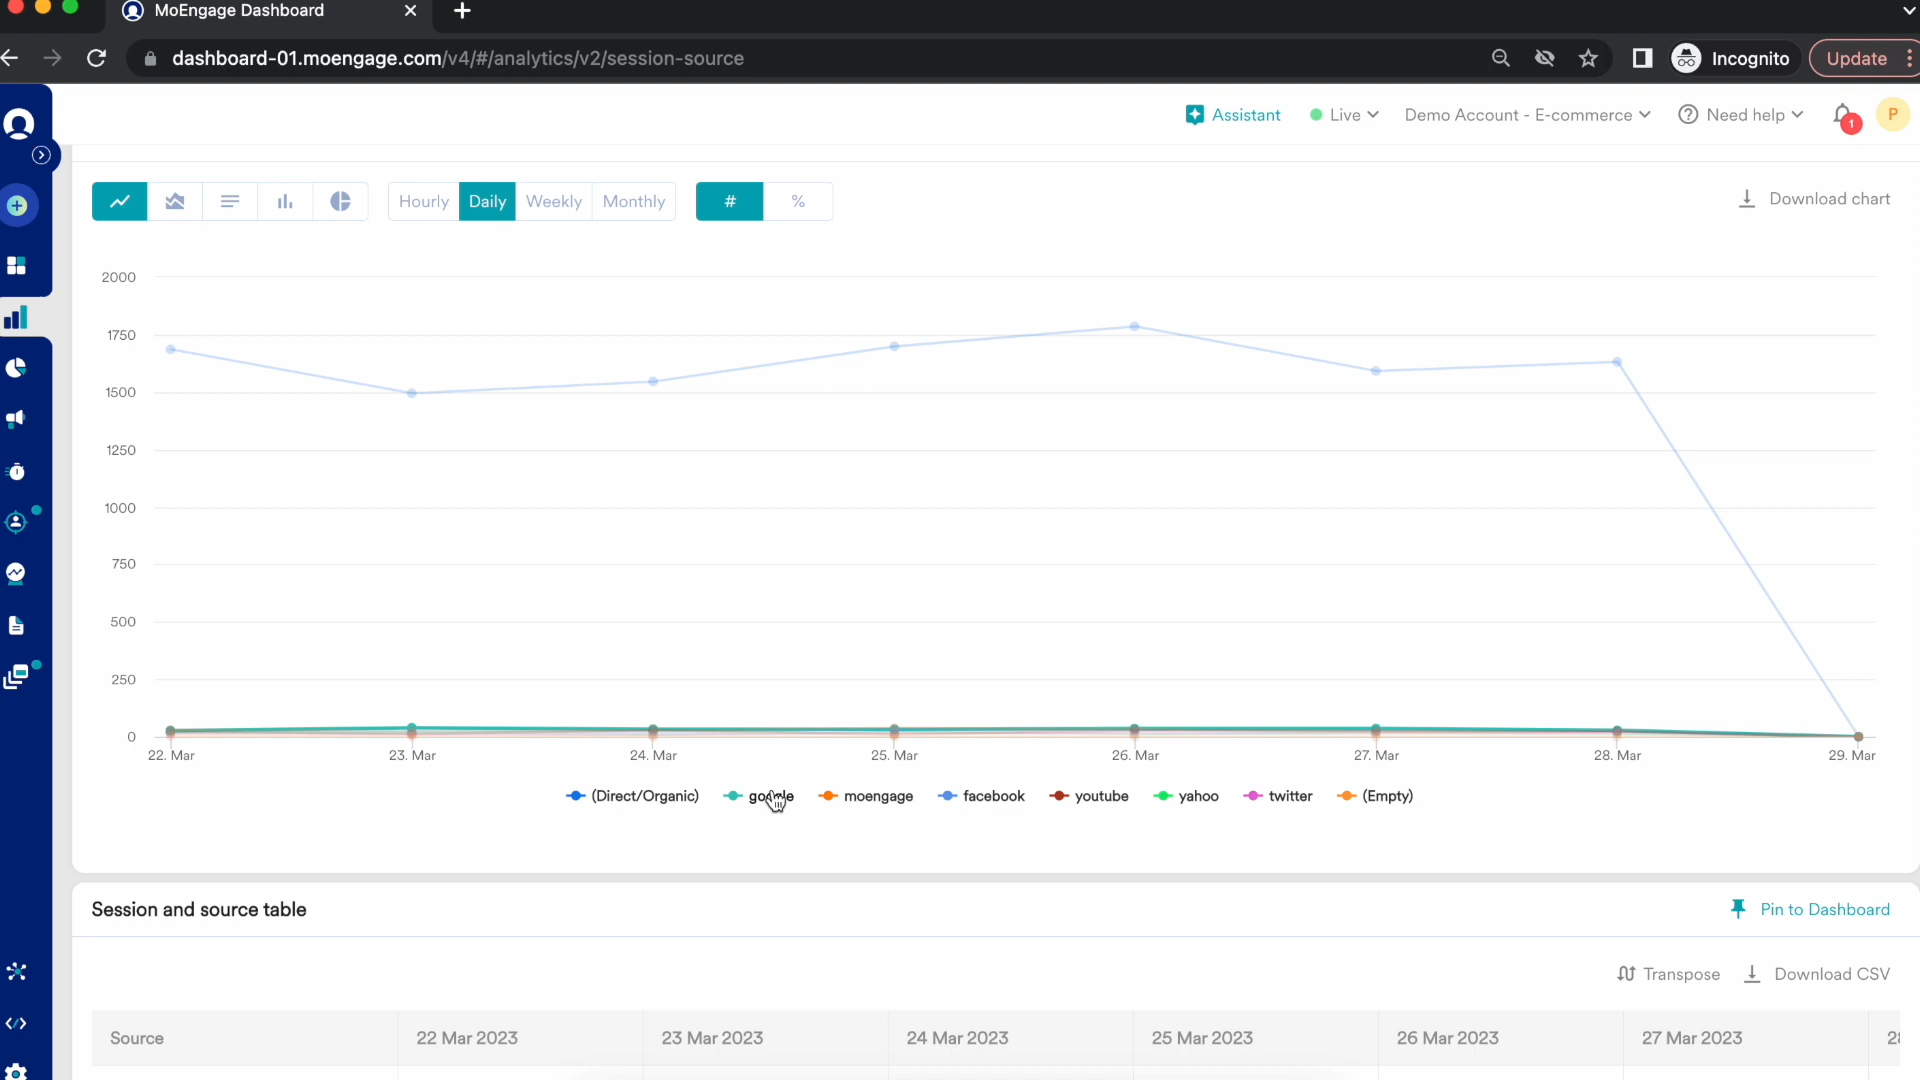 MoEngage Dashboard
dashboard-01.moengage.com/v4/#/analytics/v2/session-source
Incognito
Update
Assistant
Live
Demo Account - E-commerce
Need help
1
P
Hourly
Daily
Weekly
Monthly
#
%
Download chart
2000
1750
1500
1250
1000
750
500
250
0
22. Mar
23. Mar
24. Mar
25. Mar
26. Mar
27. Mar
28. Mar
29. Mar
(Direct/Organic)
google
moengage
facebook
youtube
yahoo
twitter
(Empty)
Session and source table
Pin to Dashboard
Transpose
Download CSV
Source
22 Mar 2023
23 Mar 2023
24 Mar 2023
25 Mar 2023
26 Mar 2023
27 Mar 2023